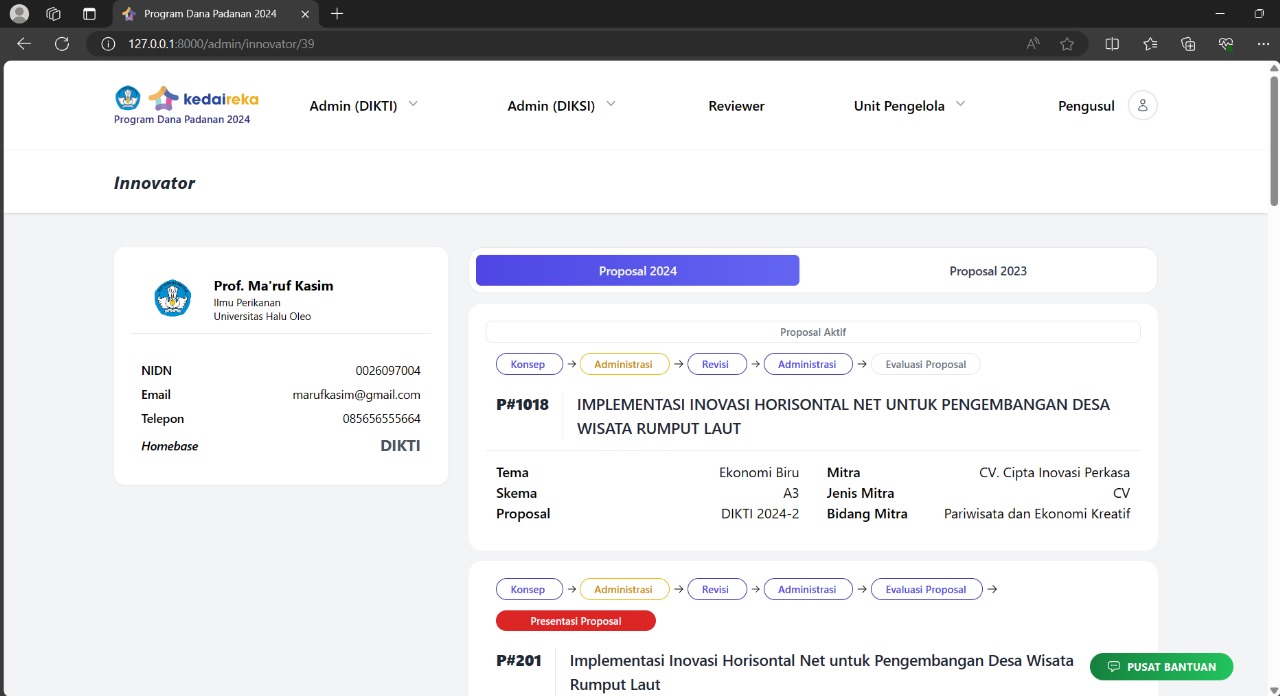 Program Dana Padanan 2024
127.0.0.1:8000/admin/innovator/39
kedaireka
Program Dana Padanan 2024
Admin (DIKTI)
Admin (DIKSI)
Reviewer
Unit Pengelola
Pengusul
Innovator
Prof. Ma'ruf Kasim
Ilmu Perikanan
Universitas Halu Oleo
NIDN 0026097004
Email marufkasim@gmail.com
Telepon 085656555664
Homebase DIKTI
Proposal 2024
Proposal 2023
Proposal Aktif
Konsep → Administrasi → Revisi → Administrasi → Evaluasi Proposal
P#1018
IMPLEMENTASI INOVASI HORISONTAL NET UNTUK PENGEMBANGAN DESA
WISATA RUMPUT LAUT
Tema Ekonomi Biru Mitra CV. Cipta Inovasi Perkasa
Skema A3 Jenis Mitra CV
Proposal DIKTI 2024-2 Bidang Mitra Pariwisata dan Ekonomi Kreatif
Konsep → Administrasi → Revisi → Administrasi → Evaluasi Proposal →
Presentasi Proposal
P#201
Implementasi Inovasi Horisontal Net untuk Pengembangan Desa Wisata
Rumput Laut
PUSAT BANTUAN